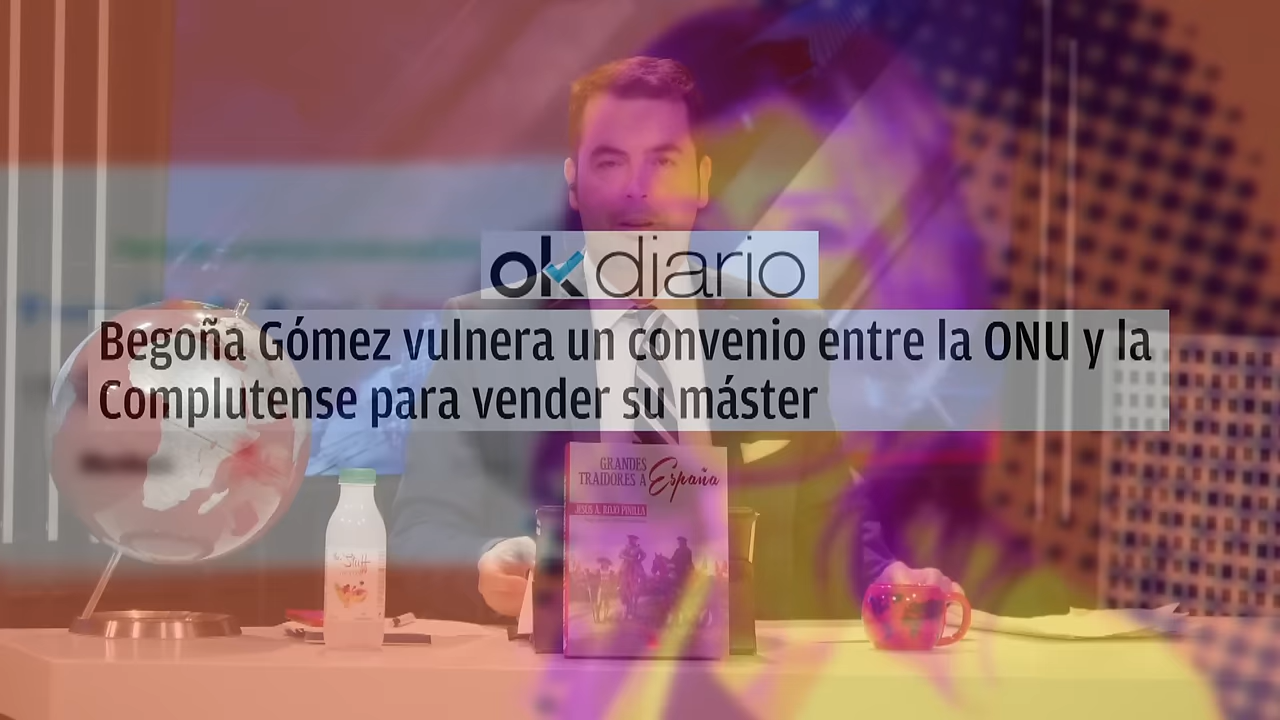 okdiario
Begoña Gómez vulnera un convenio entre la ONU y la
Complutense para vender su máster
GRANDES
TRAIDORES A España
JESÚS A. ROJO PINILLA